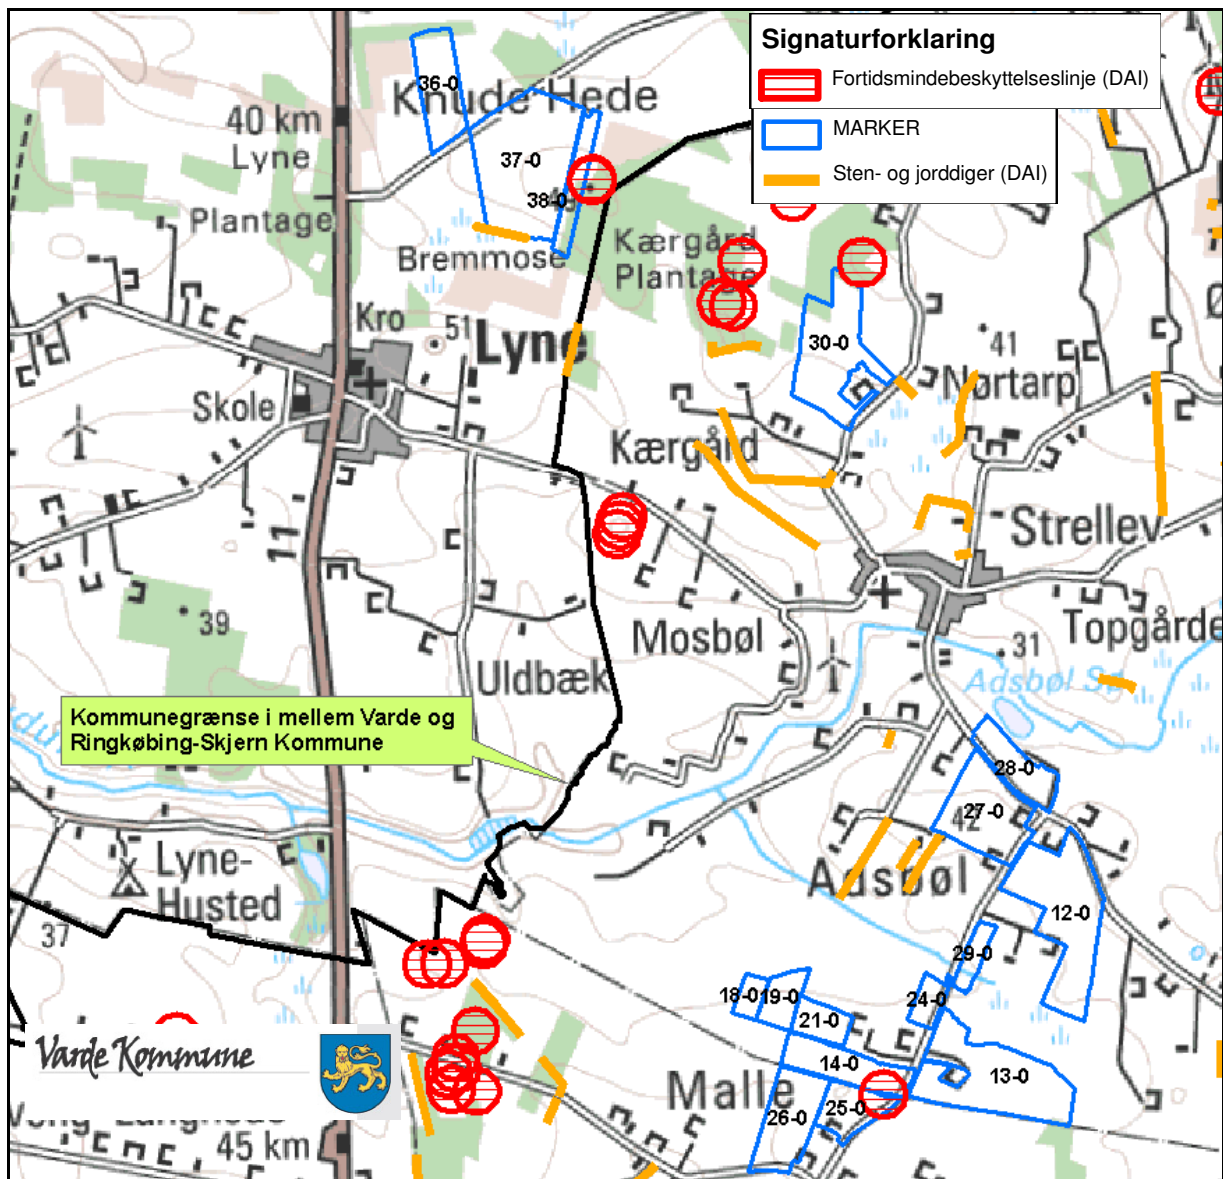 Signaturforklaring
Fortidsmindebeskyttelseslinje (DAI)
MARKER
Sten- og jorddiger (DAI)
36-0
Knude Hede
40 km
Lyne
37-0
38-0
Plantage
Bremmose
Kærgård
Plantage
Kro
51
Lyne
30-0
41
Nørtarp
Skole
Kærgård
11
Strellev
39
Mosbøl
Topgårde
31
Uldbæk
Adsbøl Sø
Kommunegrænse i mellem Varde og
Ringkøbing-Skjern Kommune
28-0
27-0
42
Lyne-
Husted
Adsbøl
37
12-0
29-0
18-0
19-0
24-0
21-0
Varde Kommune
14-0
13-0
Malle
25-0
26-0
45 km